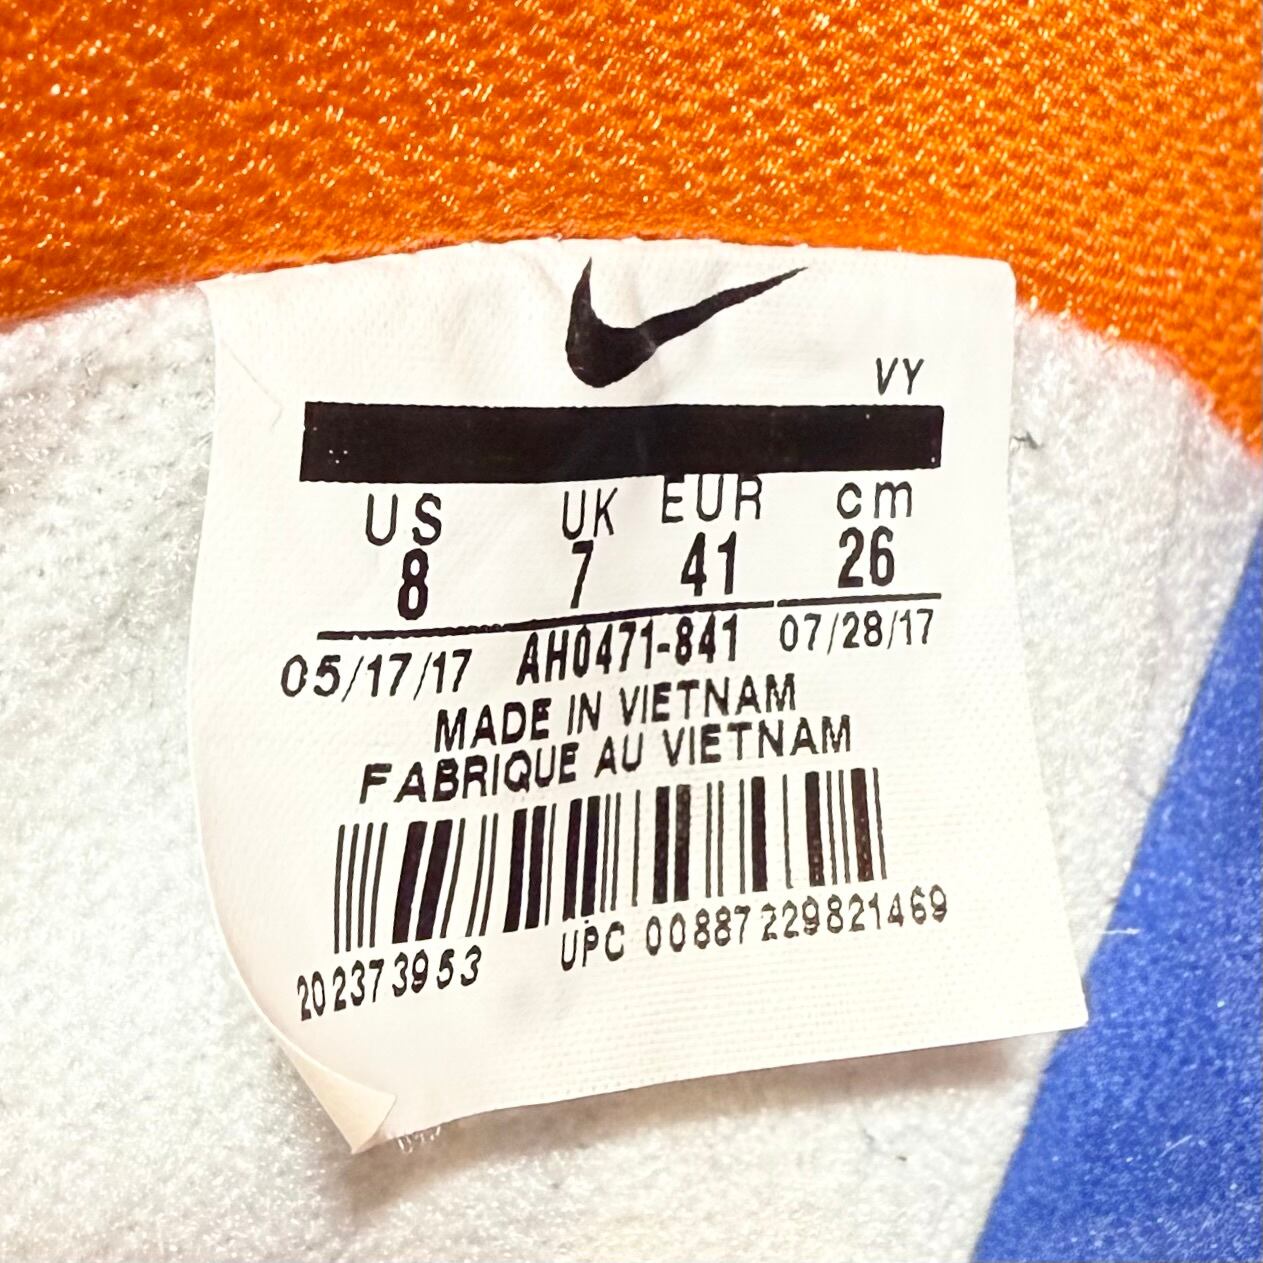 VY
US UK EUR cm
8 7 41 26
05/17/17 AH0471-841 07/28/17
MADE IN VIETNAM
FABRIQUE AU VIETNAM
202373953 UPC 00887229821469